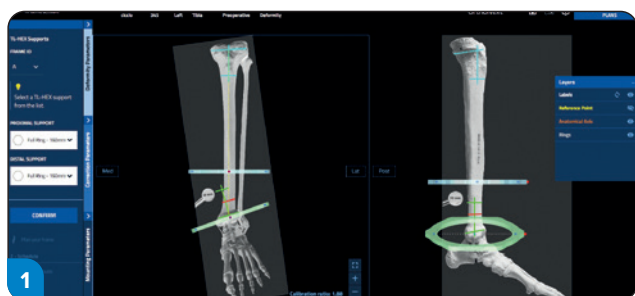 Left
Tibia
Preoperative
Deformity
PLANS
TL-HEX Supports
FRAME ID
A
Select a TL-HEX support
from the list.
PROXIMAL SUPPORT
Full Ring - 160mm
DISTAL SUPPORT
Full Ring - 160mm
CONFIRM
Deformity Parameters
Correction Parameters
Mounting Parameters
Med
Lat
Post
Layers
Labels
Reference Point
Anatomical Axis
Rings
Calibration ratio: 1.00
1